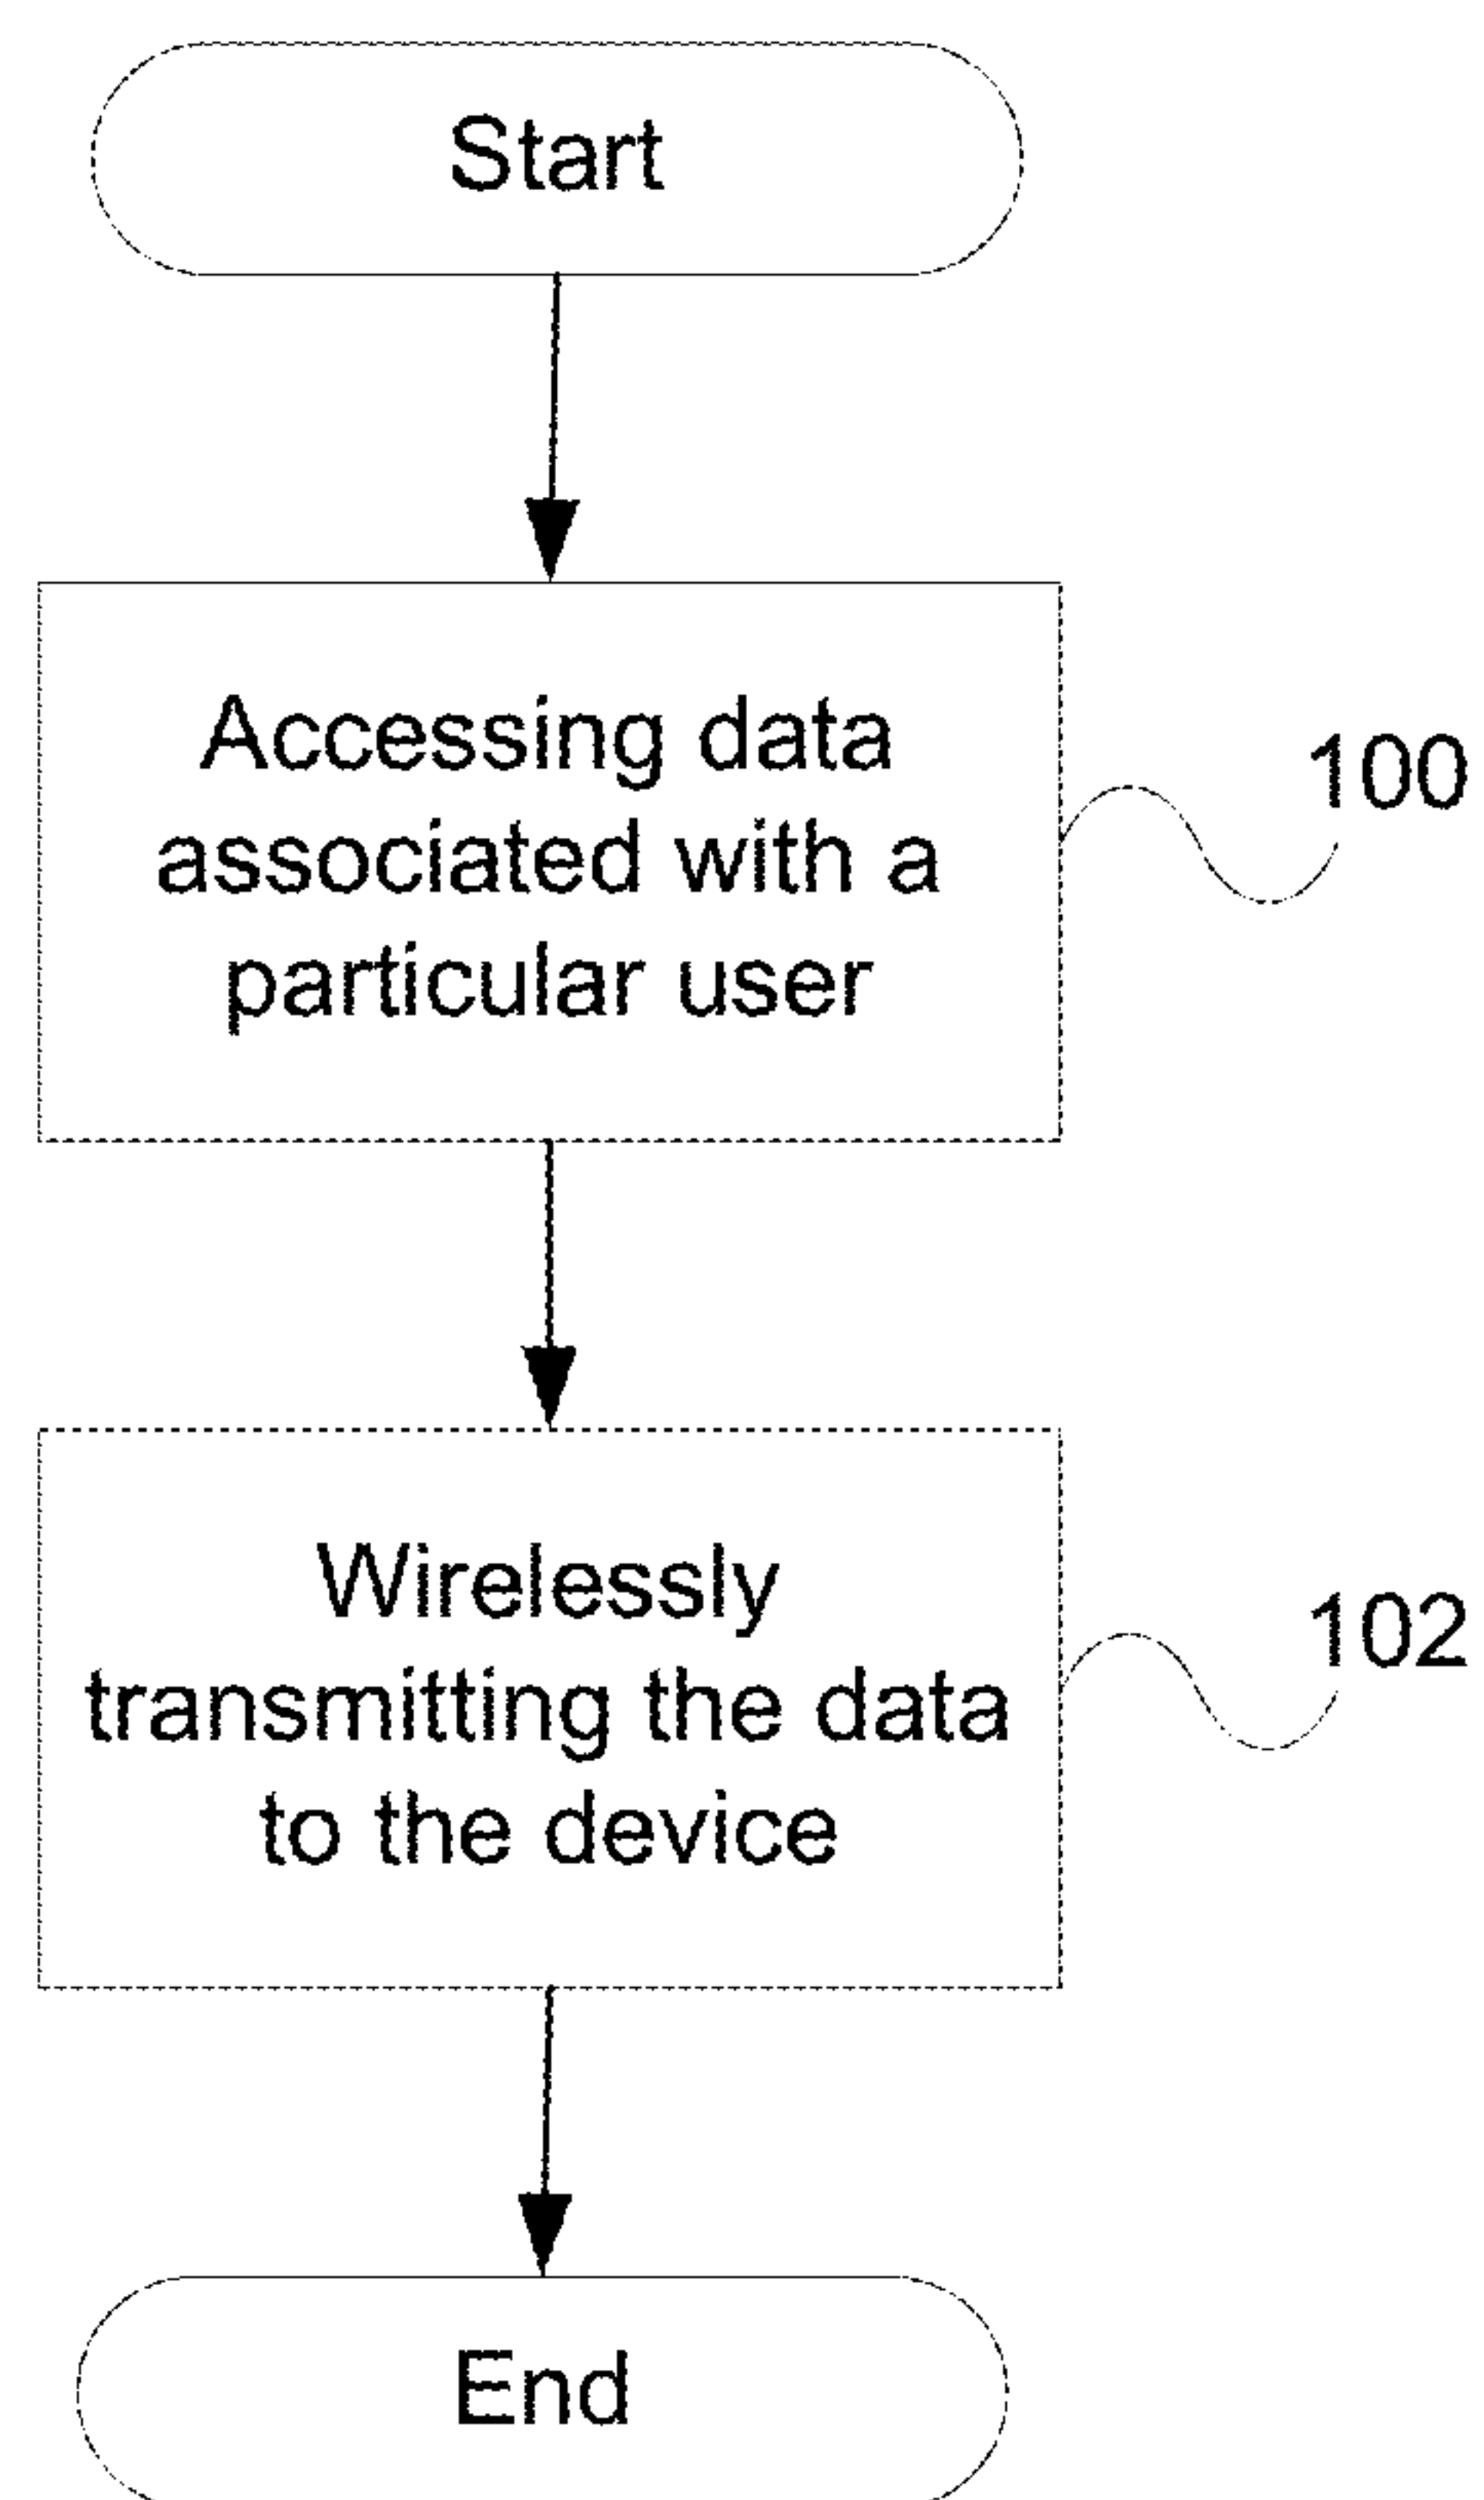 Start
Accessing data
associated with a
particular user
100
Wirelessly
transmitting the data
to the device
102
End